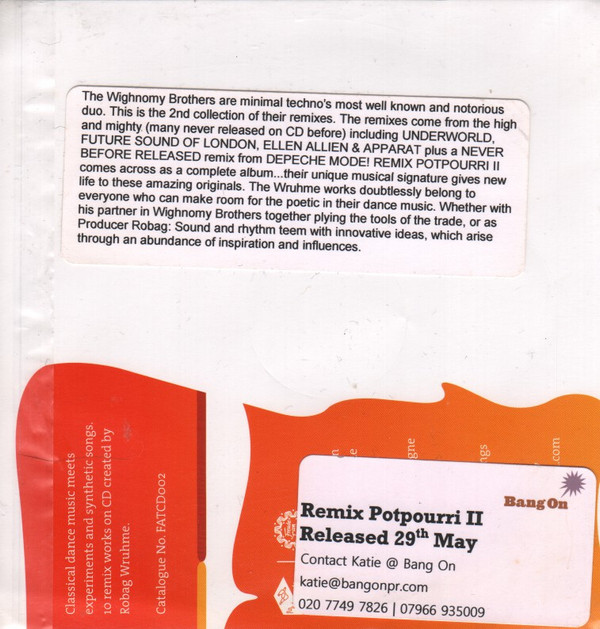 The Wighnomy Brothers are minimal techno's most well known and notorious
duo. This is the 2nd collection of their remixes. The remixes come from the high
and mighty (many never released on CD before) including UNDERWORLD,
FUTURE SOUND OF LONDON, ELLEN ALLIEN & APPARAT plus a NEVER
BEFORE RELEASED remix from DEPECHE MODE! REMIX POTPOURRI II
comes across as a complete album...their unique musical signature gives new
life to these amazing originals. The Wruhme works doubtlessly belong to
everyone who can make room for the poetic in their dance music. Whether with
his partner in Wighnomy Brothers together plying the tools of the trade, or as
Producer Robag: Sound and rhythm teem with innovative ideas, which arise
through an abundance of inspiration and influences.
Classical dance music meets
experiments and synthetic songs.
10 remix works on CD created by
Robag Wruhme.
Catalogue No. FATCD002
Bang On
Remix Potpourri II
Released 29th May
Contact Katie @ Bang On
katie@bangonpr.com
020 7749 7826 | 07966 935009